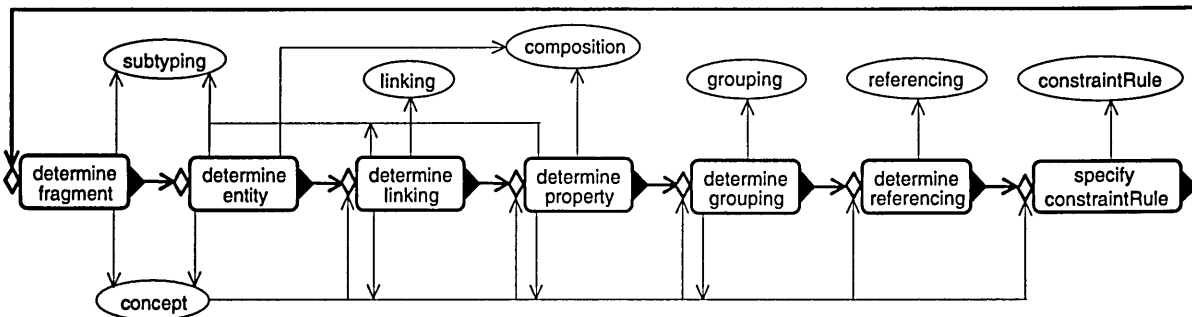 subtyping
composition
linking
grouping
referencing
constraintRule
determine
fragment
determine
entity
determine
linking
determine
property
determine
grouping
determine
referencing
specify
constraintRule
concept